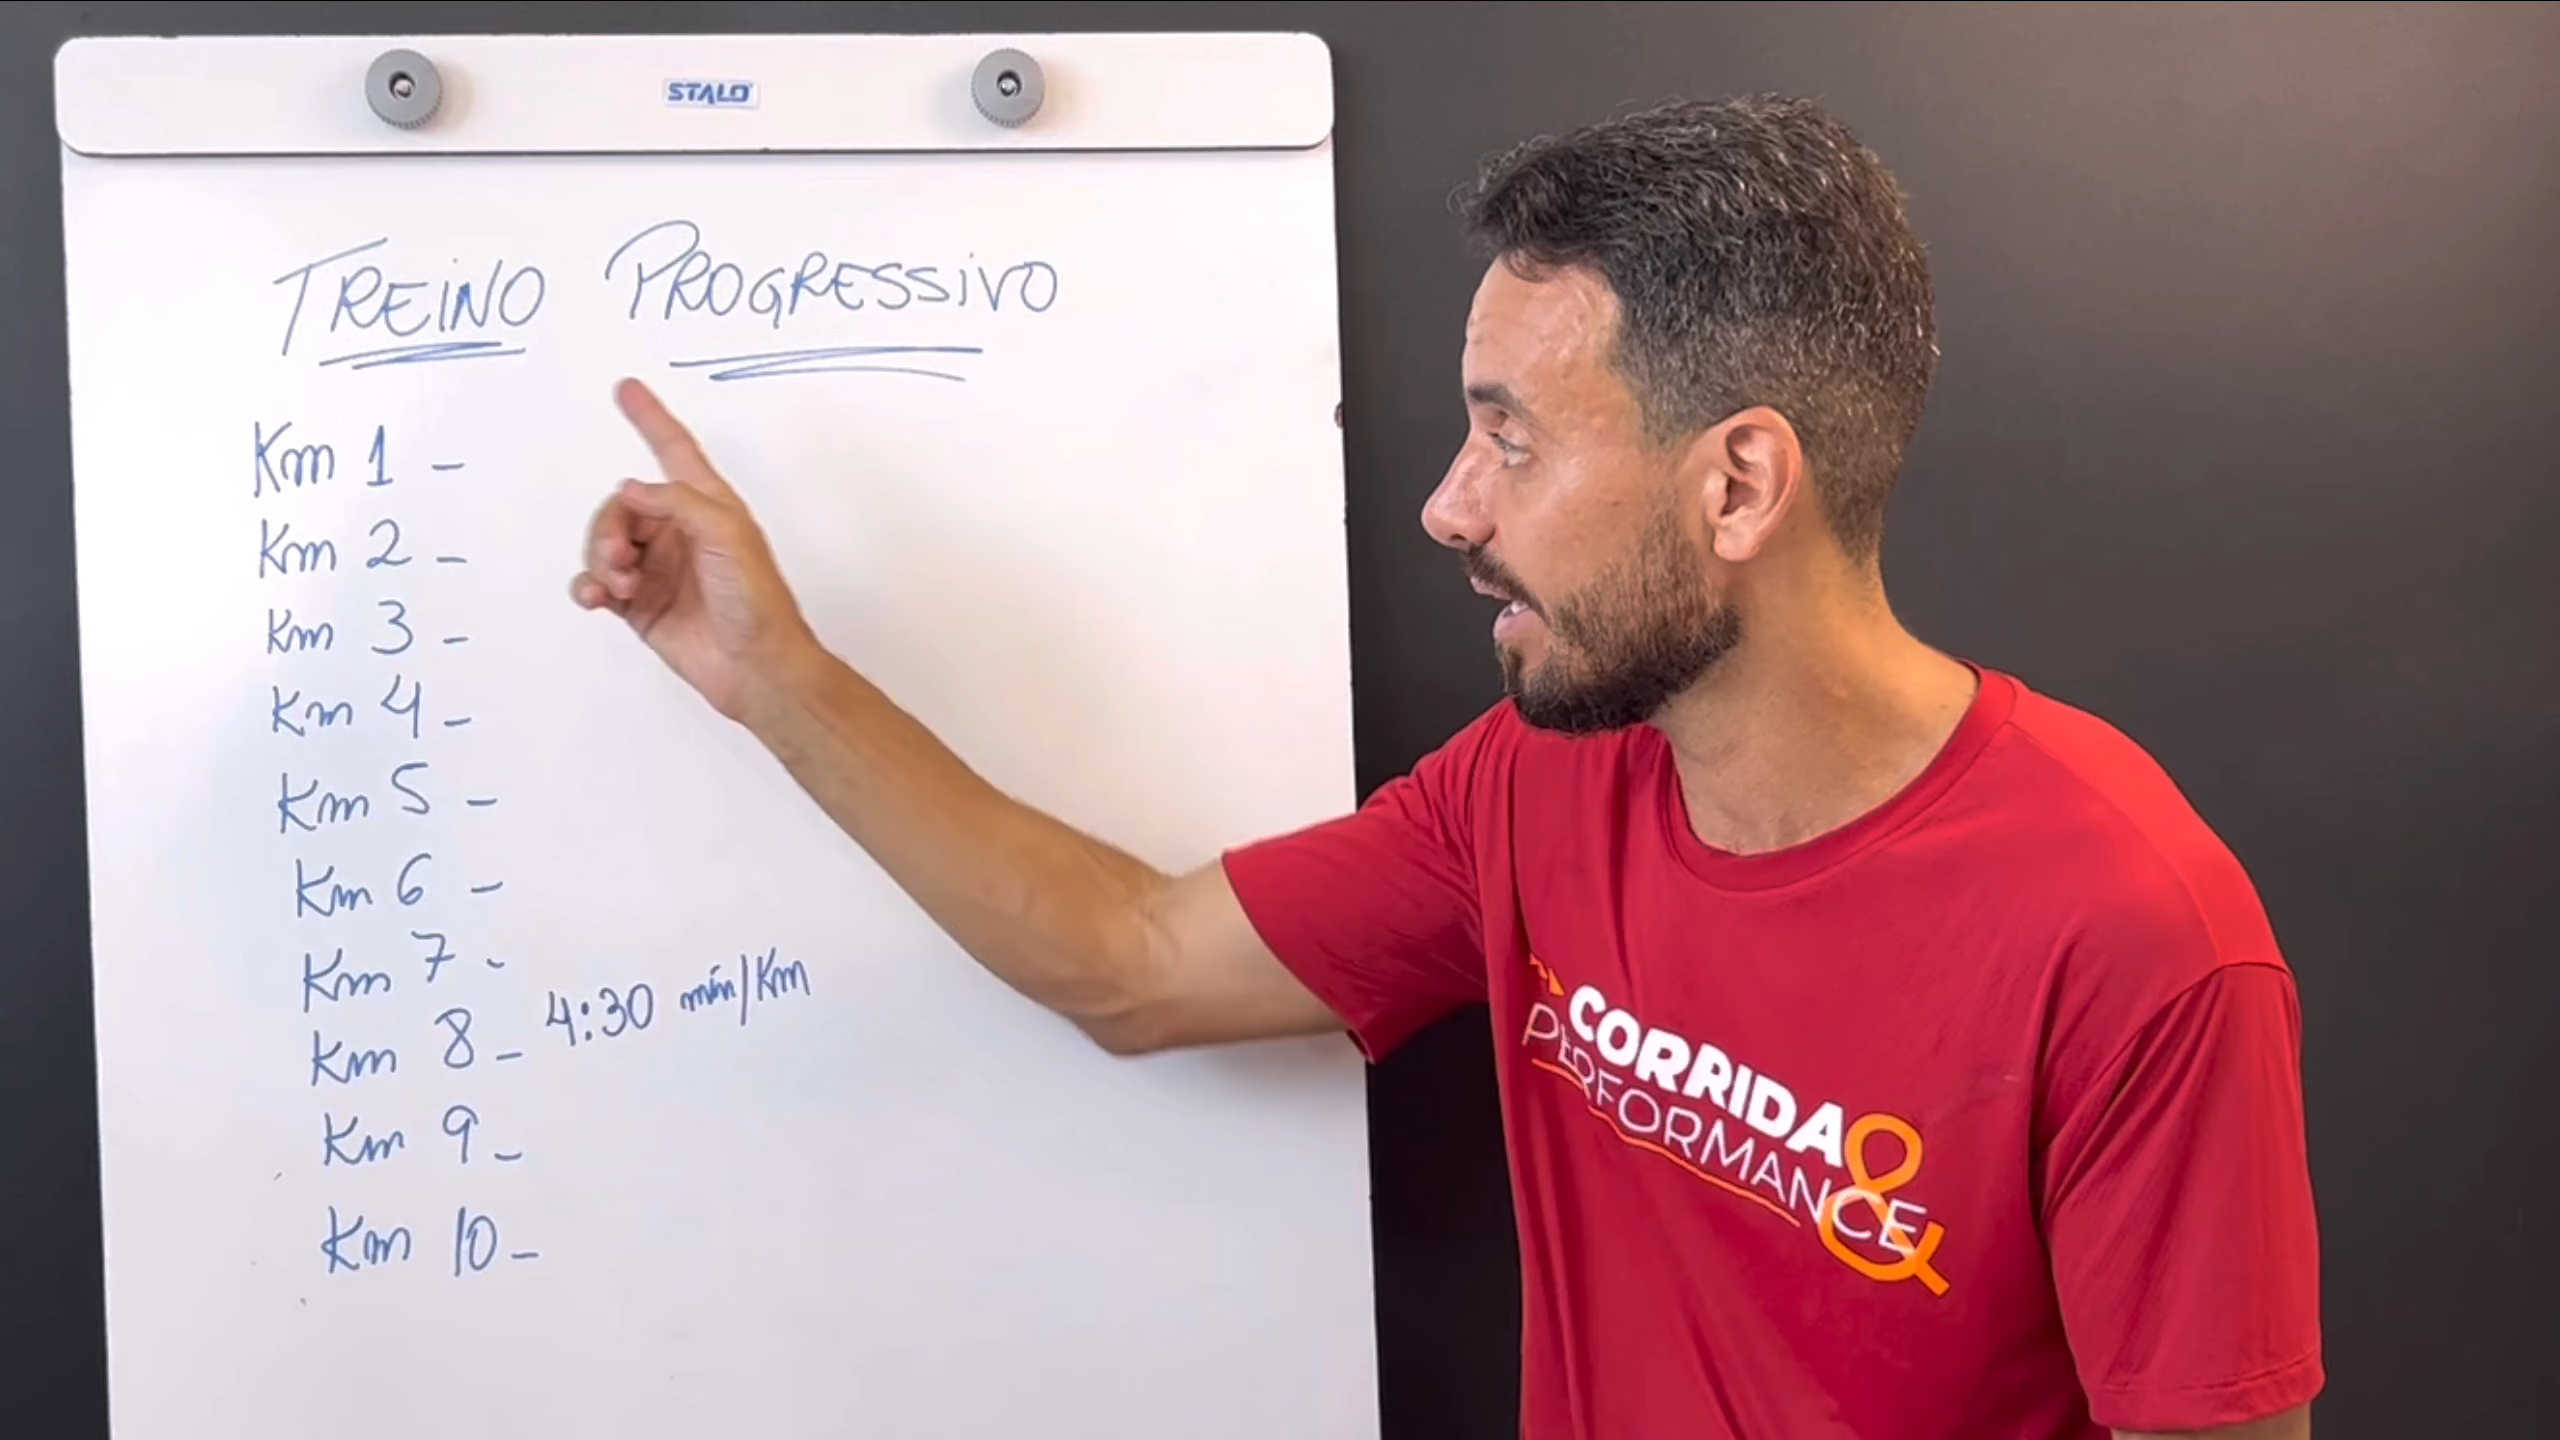 STALO
TREINO PROGRESSIVO
Km 1 -
Km 2 -
Km 3 -
Km 4 -
Km 5 -
Km 6 -
Km 7 -
Km 8 - 4:30 min/Km
Km 9 -
Km 10 -
CORRIDA&
PERFORMANCE